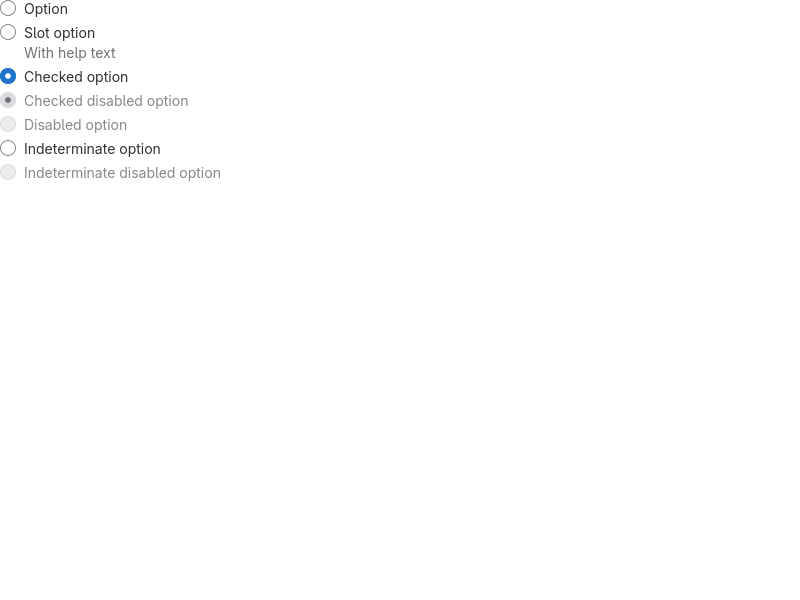 Option
Slot option
With help text
Checked option
Checked disabled option
Disabled option
Indeterminate option
Indeterminate disabled option